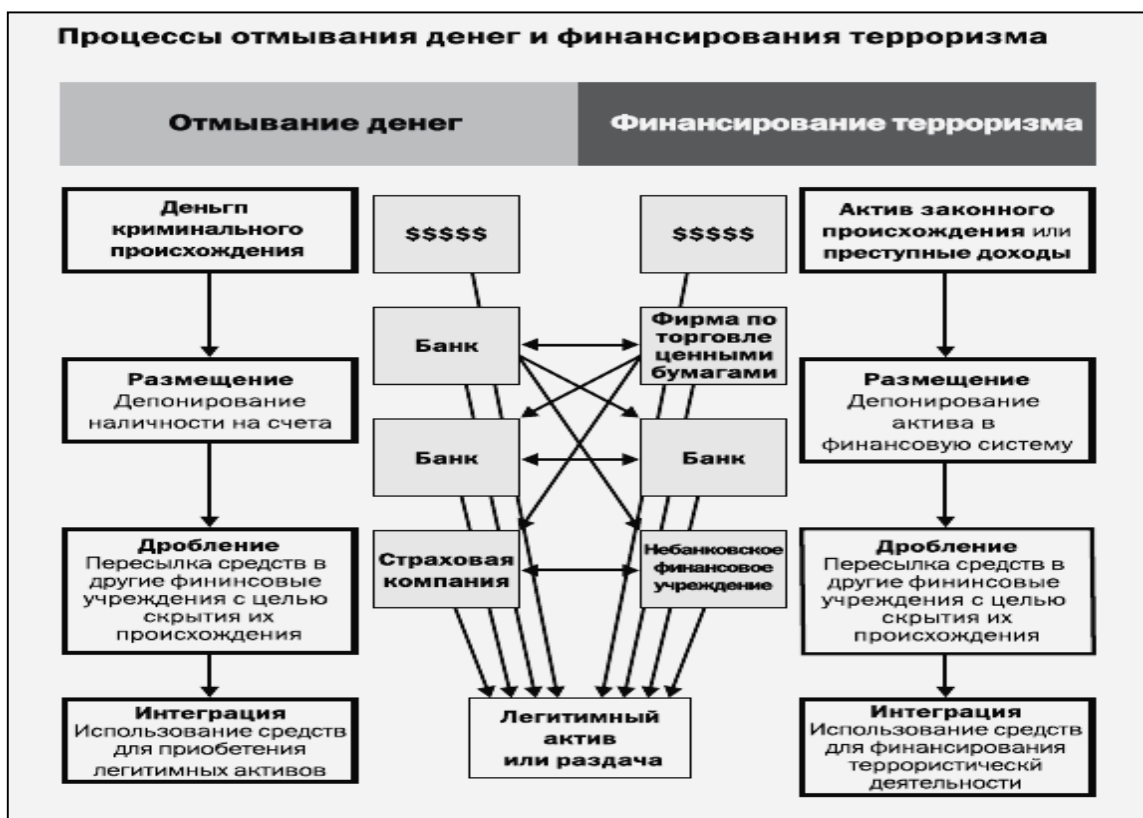 Процессы отмывания денег и финансирования терроризма
Отмывание денег
Финансирование терроризма
Деньгп
криминального
происхождения
$$$$$
$$$$$
Актив законного
происхождения или
преступные доходы
Банк
Фирма по
торговле
ценными
бумагами
Размещение
Депонирование
наличности на счета
Размещение
Депонирование
актива в
финансовую систему
Банк
Банк
Дробление
Пересылка средств в
другие фининсовые
учреждения с целью
скрытия их
происхождения
Страховая
компания
Небанковское
финансовое
учреждение
Дробление
Пересылка средств в
другие фининсовые
учреждения с целью
скрытия их
происхождения
Интеграция
Использование средств
для приобетения
легитимных активов
Легитимный
актив
или раздача
Интеграция
Использование средств
для финансирования
террористическй
деятельности